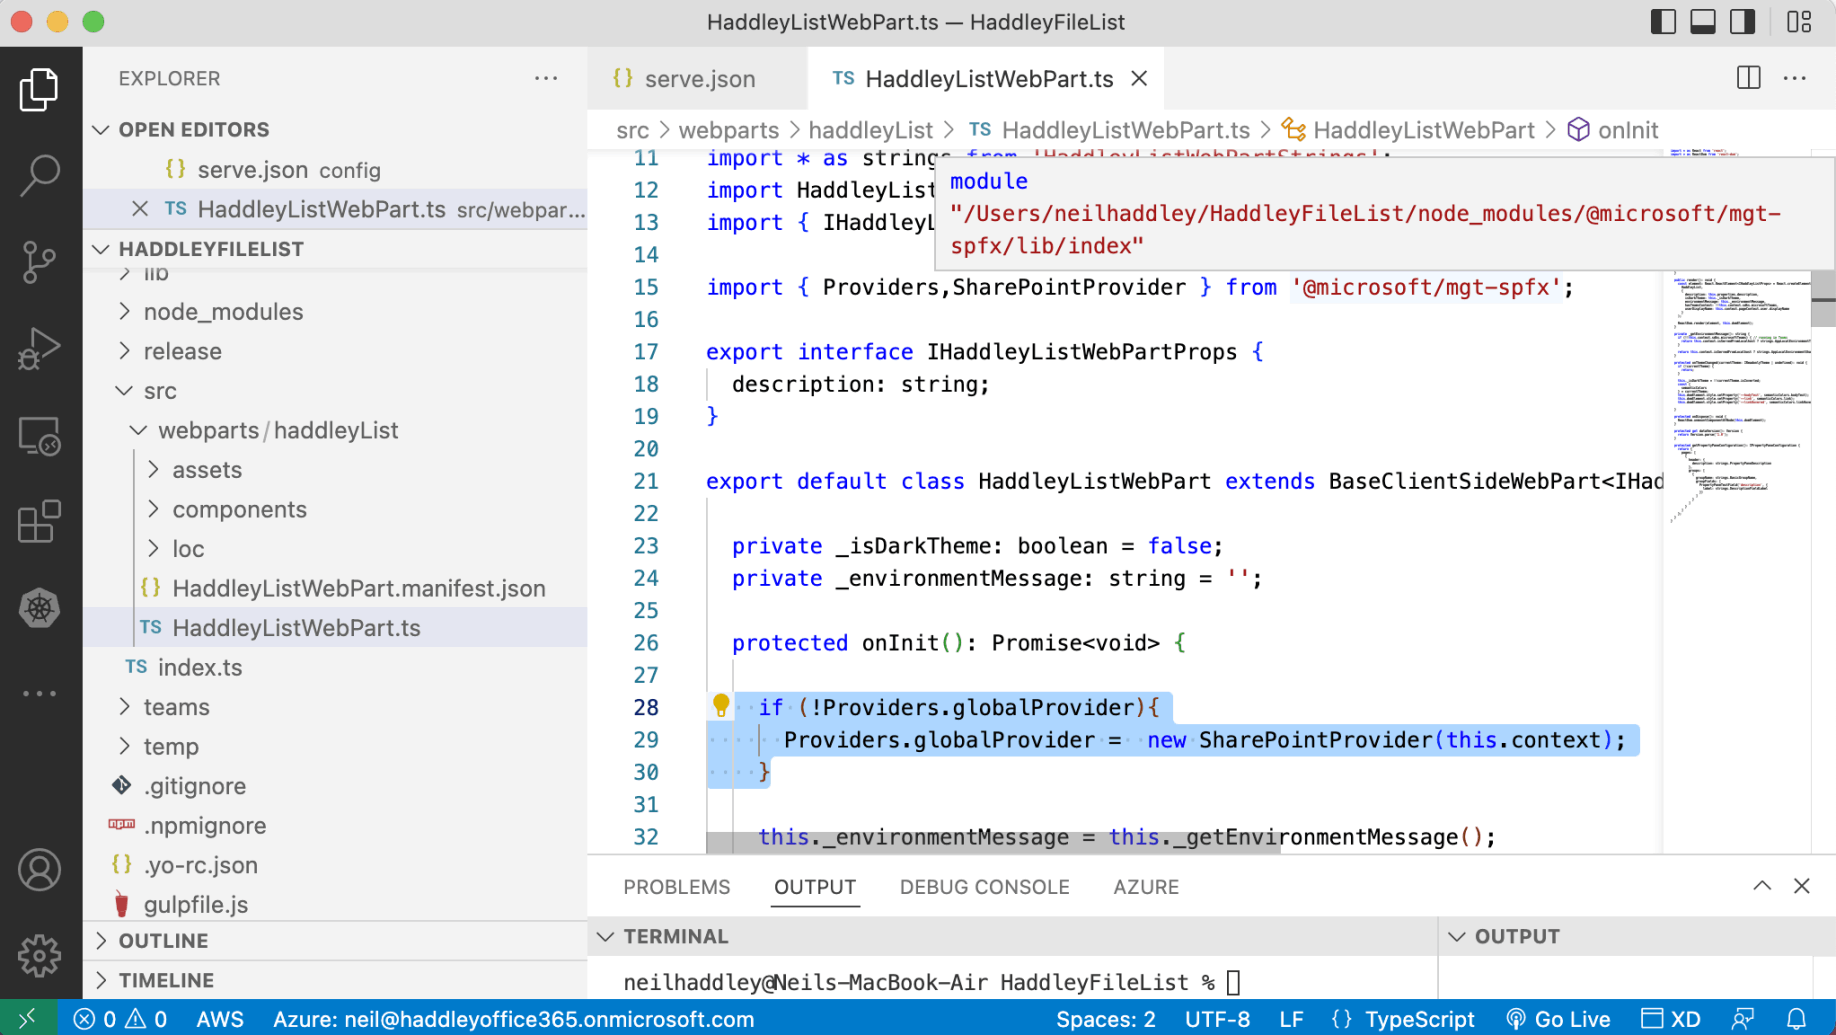 HaddleyListWebPart.ts — HaddleyFileList
EXPLORER
OPEN EDITORS
{} serve.json config
TS HaddleyListWebPart.ts src/webpar...
HADDLEYFILELIST
lib
node_modules
release
src
webparts/haddleyList
assets
components
loc
{} HaddleyListWebPart.manifest.json
TS HaddleyListWebPart.ts
TS index.ts
teams
temp
.gitignore
.npmignore
{} .yo-rc.json
gulpfile.js
OUTLINE
TIMELINE
{} serve.json
TS HaddleyListWebPart.ts
src > webparts > haddleyList > TS HaddleyListWebPart.ts > HaddleyListWebPart > onInit
11 import * as strings from 'HaddleyListWebPartStrings';
12 import HaddleyList
13 import { IHaddleyL
module
"/Users/neilhaddley/HaddleyFileList/node_modules/@microsoft/mgt-
spfx/lib/index"
14
15 import { Providers,SharePointProvider } from '@microsoft/mgt-spfx';
16
17 export interface IHaddleyListWebPartProps {
18 description: string;
19 }
20
21 export default class HaddleyListWebPart extends BaseClientSideWebPart<IHad
22
23 private _isDarkTheme: boolean = false;
24 private _environmentMessage: string = '';
25
26 protected onInit(): Promise<void> {
27
28 if (!Providers.globalProvider){
29 Providers.globalProvider = new SharePointProvider(this.context);
30 }
31
32 this._environmentMessage = this._getEnvironmentMessage();
PROBLEMS OUTPUT DEBUG CONSOLE AZURE
TERMINAL
OUTPUT
neilhaddley@Neils-MacBook-Air HaddleyFileList %
0 0 AWS Azure: neil@haddleyoffice365.onmicrosoft.com Spaces: 2 UTF-8 LF {} TypeScript Go Live XD